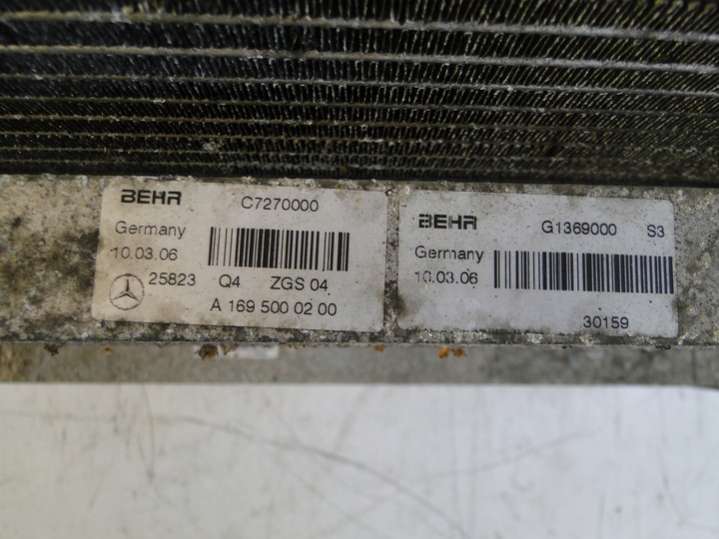 BEHR C7270000
Germany
10.03.06
25823 Q4 ZGS 04
A 169 500 02 00
BEHR G1369000 S3
Germany
10.03.06
30159